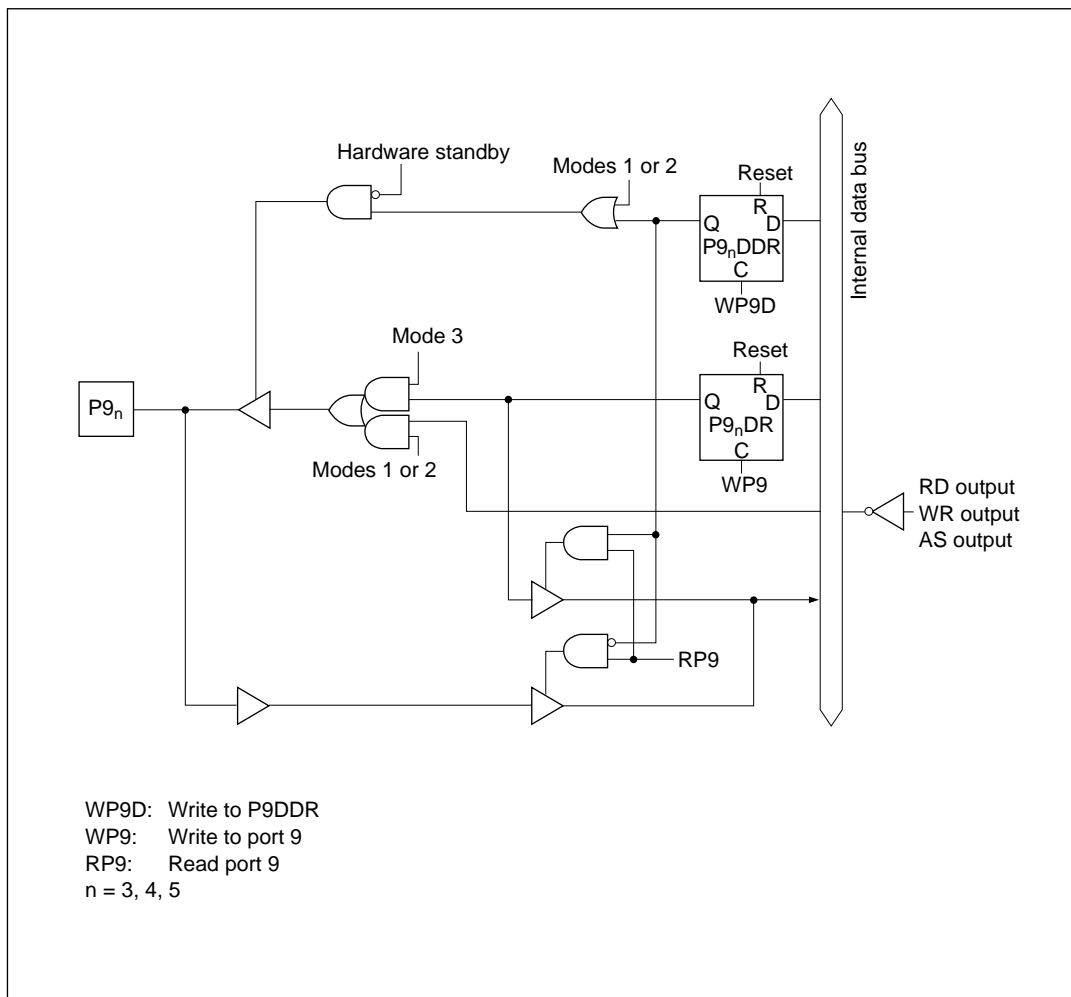 Hardware standby
Modes 1 or 2
Reset
R
Q
D
P9nDDR
C
WP9D
Internal data bus
Mode 3
Reset
R
Q
D
P9nDR
C
WP9
P9n
Modes 1 or 2
RD output
WR output
AS output
RP9
WP9D: Write to P9DDR
WP9: Write to port 9
RP9: Read port 9
n = 3, 4, 5